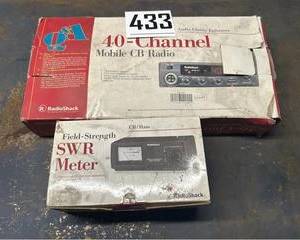 433
40-Channel
Mobile CB Radio
RadioShack
CB/Ham
Field-Strength
SWR
Meter
RadioShack